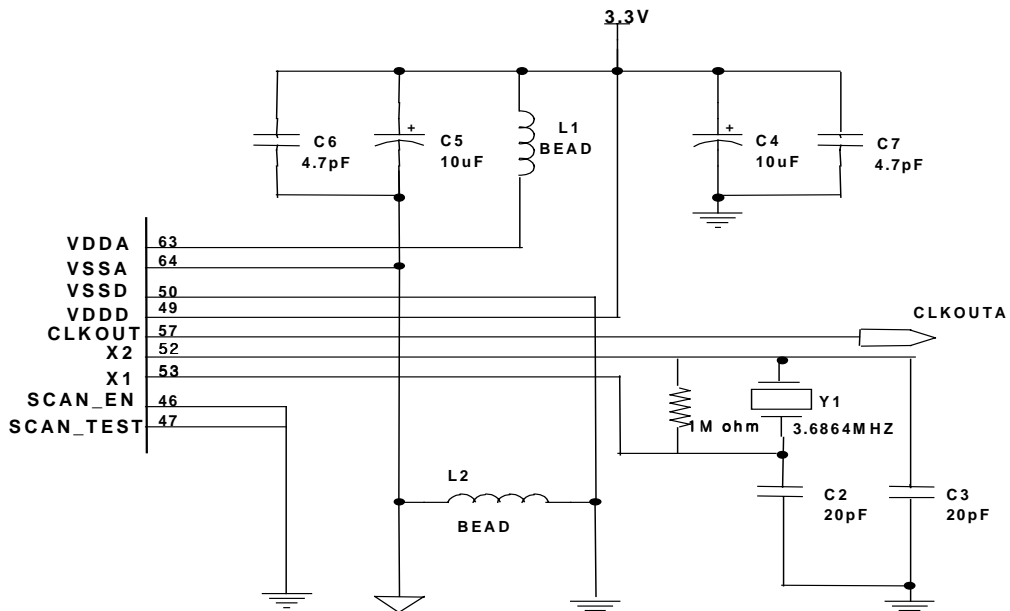 3.3V
C6
4.7pF
+
C5
10uF
L1
BEAD
+
C4
10uF
C7
4.7pF
VDDA 63
VSSA 64
VSSD 50
VDDD 49
CLKOUT 57
X2 52
X1 53
SCAN_EN 46
SCAN_TEST 47
CLKOUTA
1M ohm
Y1
3.6864MHZ
L2
BEAD
C2
20pF
C3
20pF